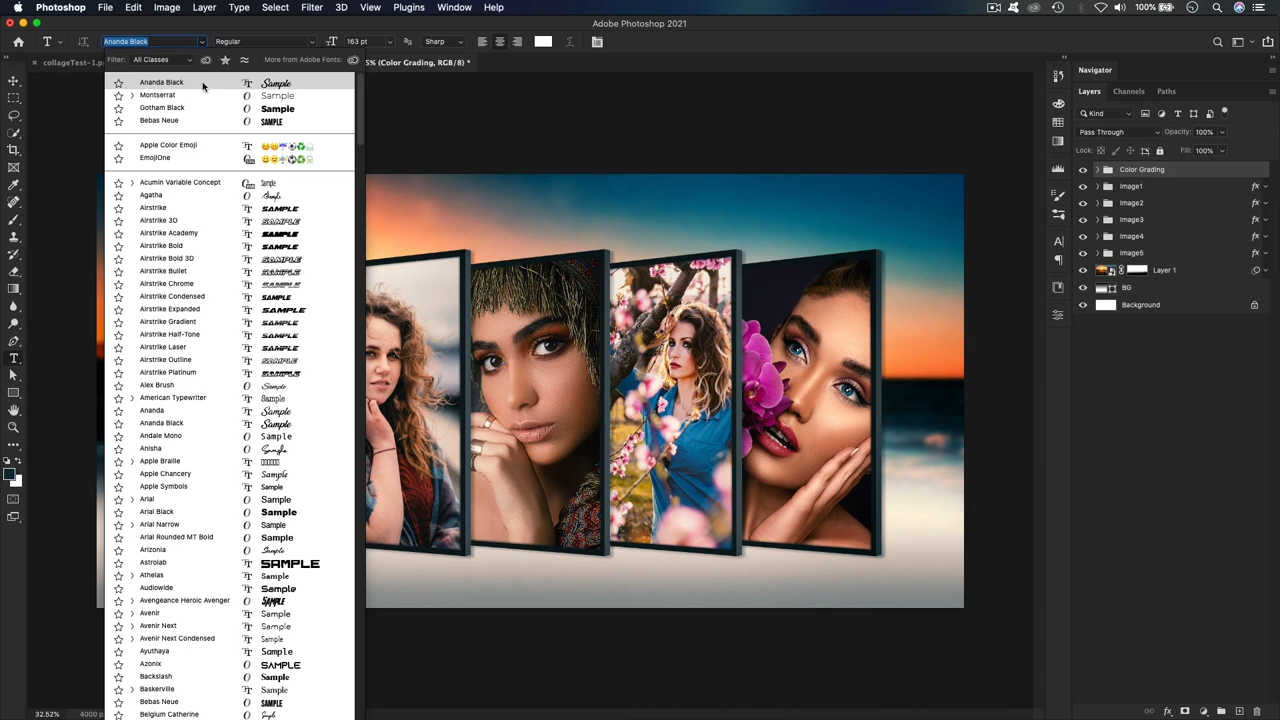 Photoshop File Edit Image Layer Type Select Filter 3D View Plugins Window Help
Adobe Photoshop 2021
Ananda Black Regular 163 pt Sharp
Filter: All Classes More from Adobe Fonts:
collageTest-1.ps 5% (Color Grading, RGB/8) *
Ananda Black Sample
Montserrat Sample
Gotham Black Sample
Bebas Neue SAMPLE
Apple Color Emoji
EmojiOne
Acumin Variable Concept Sample
Agatha Sample
Airstrike SAMPLE
Airstrike 3D SAMPLE
Airstrike Academy SAMPLE
Airstrike Bold SAMPLE
Airstrike Bold 3D SAMPLE
Airstrike Bullet SAMPLE
Airstrike Chrome SAMPLE
Airstrike Condensed SAMPLE
Airstrike Expanded SAMPLE
Airstrike Gradient SAMPLE
Airstrike Half-Tone SAMPLE
Airstrike Laser SAMPLE
Airstrike Outline SAMPLE
Airstrike Platinum SAMPLE
Alex Brush Sample
American Typewriter Sample
Ananda Sample
Ananda Black Sample
Andale Mono Sample
Anisha Sample
Apple Braille
Apple Chancery Sample
Apple Symbols Sample
Arial Sample
Arial Black Sample
Arial Narrow Sample
Arial Rounded MT Bold Sample
Arizonia Sample
Astrolab SAMPLE
Athelas Sample
Audiowide Sample
Avengeance Heroic Avenger SAMPLE
Avenir Sample
Avenir Next Sample
Avenir Next Condensed Sample
Ayuthaya Sample
Azonix SAMPLE
Backslash Sample
Baskerville Sample
Bebas Neue SAMPLE
Belgium Catherine Sample
32.52% 4000 p
Navigator
Layers Channels Paths
Kind
Pass Through Opacity: 100%
Lock: Fill: 100%
Color Grading
Image1 fx
Image2 fx
Image3
Image4 fx
Image5
Layer 1
BG
Background